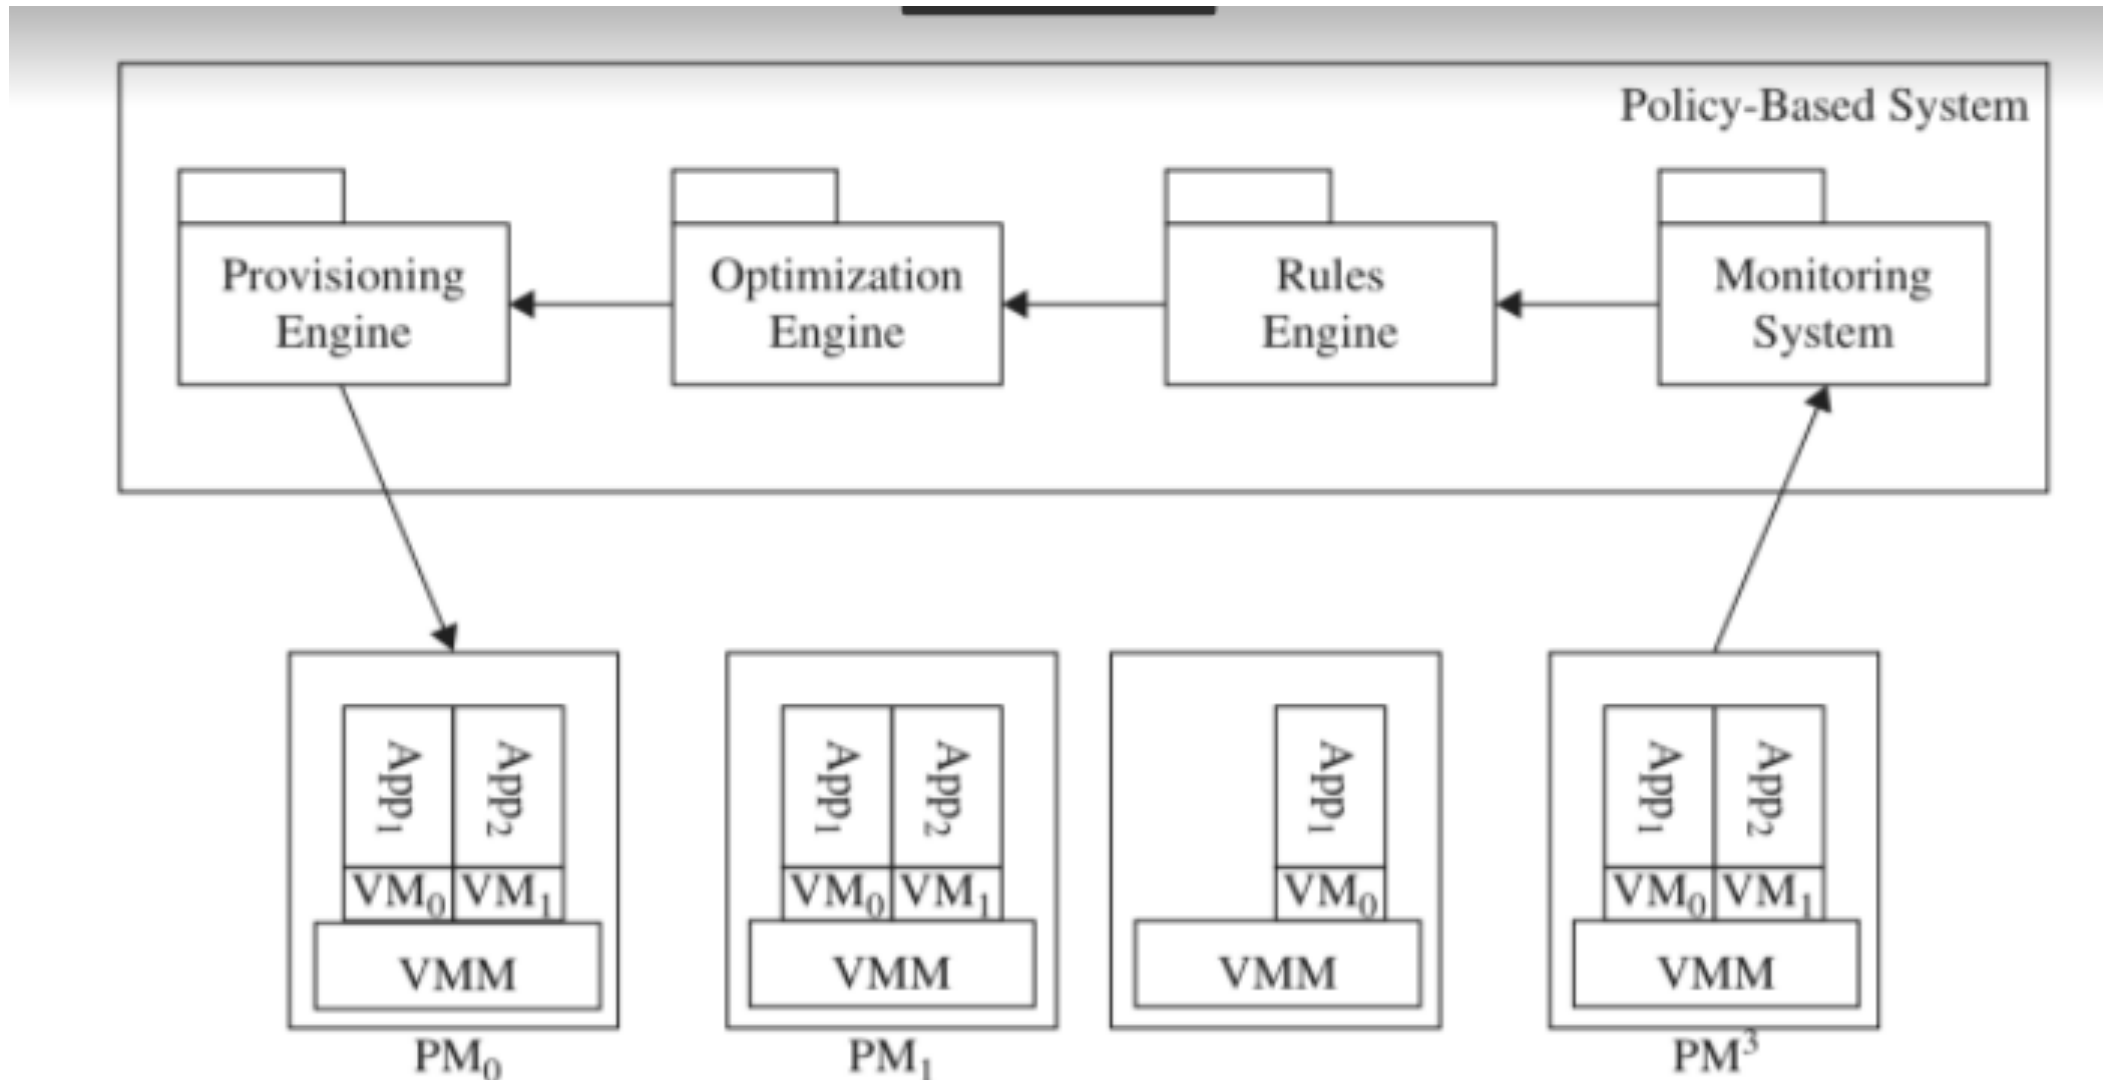 Policy-Based System
Provisioning
Engine
Optimization
Engine
Rules
Engine
Monitoring
System
App₁
App₂
VM₀
VM₁
VMM
PM₀
App₁
App₂
VM₀
VM₁
VMM
PM₁
App₁
VM₀
VMM
App₁
App₂
VM₀
VM₁
VMM
PM³